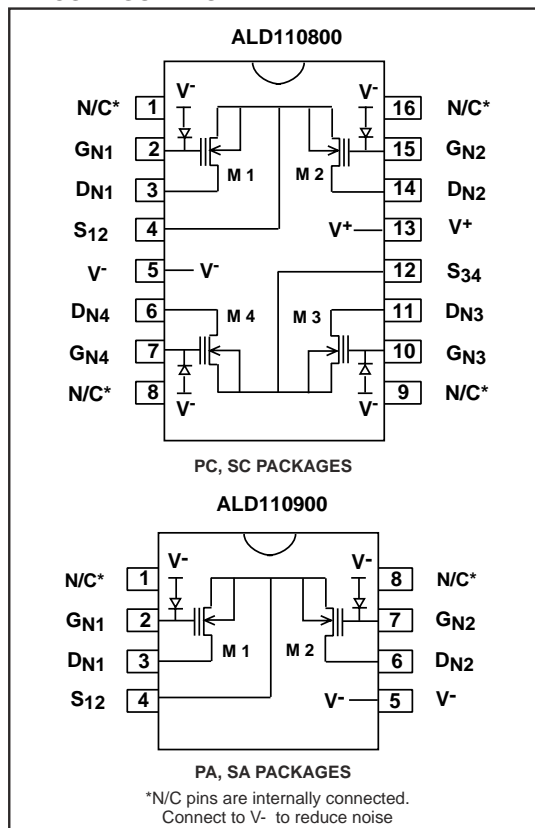 ALD110800
V- V-
N/C* 1 16 N/C*
GN1 2 15 GN2
M 1 M 2
DN1 3 14 DN2
S12 4 V+ 13 V+
V- 5 V- 12 S34
DN4 6 M 4 M 3 11 DN3
GN4 7 10 GN3
N/C* 8 V- V- 9 N/C*
PC, SC PACKAGES
ALD110900
V- V-
N/C* 1 8 N/C*
GN1 2 7 GN2
DN1 3 M 1 M 2 6 DN2
S12 4 V- 5 V-
PA, SA PACKAGES
*N/C pins are internally connected.
Connect to V- to reduce noise